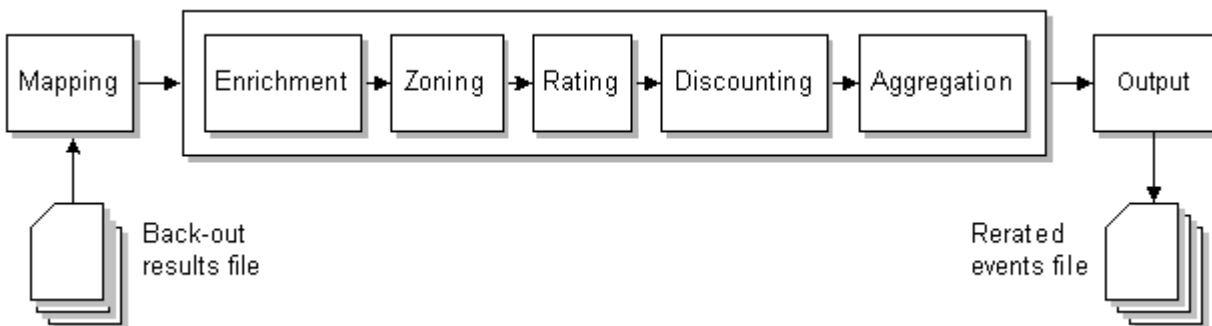 Mapping
Enrichment
Zoning
Rating
Discounting
Aggregation
Output
Back-out
results file
Rerated
events file